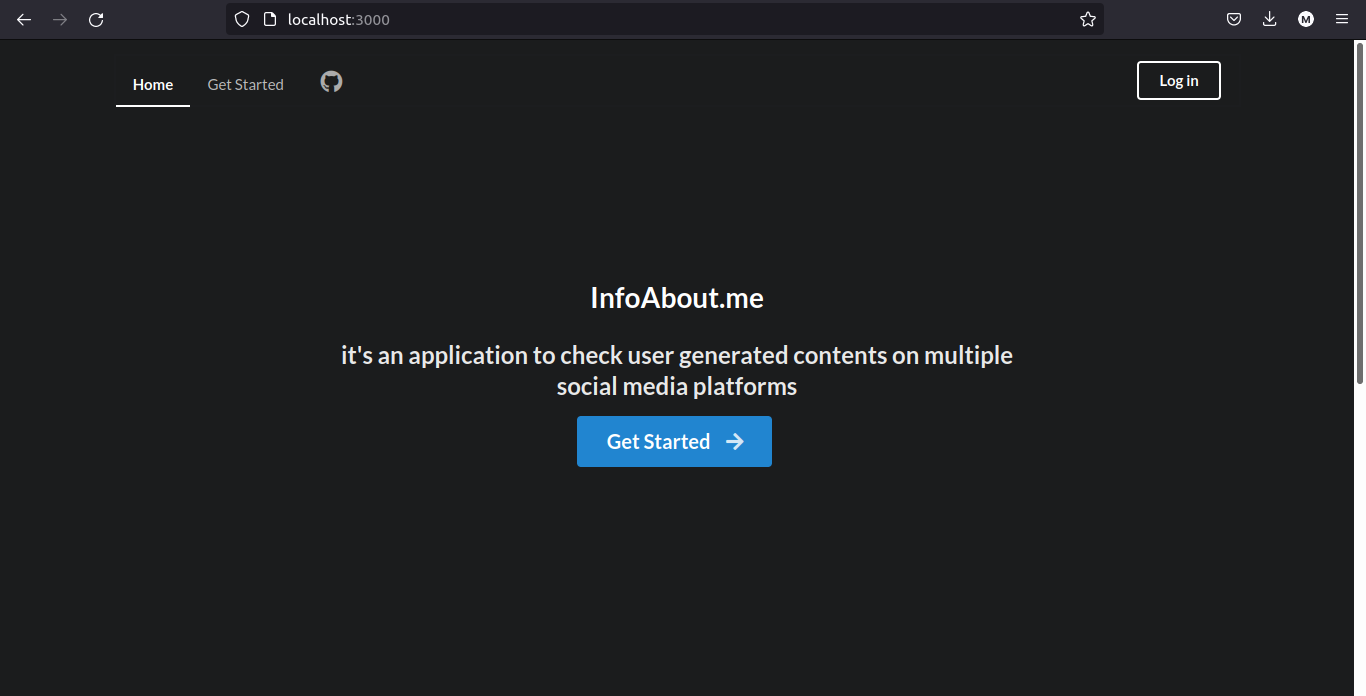 localhost:3000
M
Home
Get Started
Log in
InfoAbout.me
it's an application to check user generated contents on multiple
social media platforms
Get Started